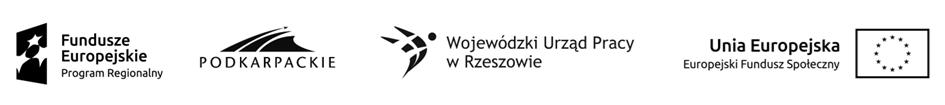 Fundusze
Europejskie
Program Regionalny
PODKARPACKIE
Wojewódzki Urząd Pracy
w Rzeszowie
Unia Europejska
Europejski Fundusz Społeczny